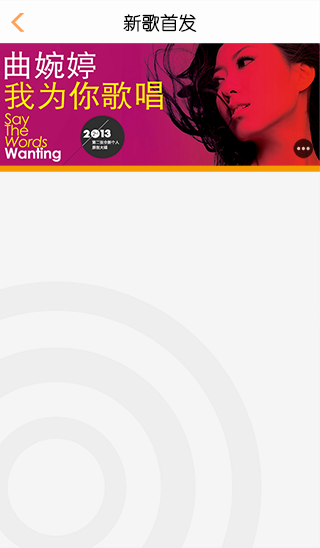 新歌首发
曲婉婷
我为你歌唱
Say
The
Words
Wanting
2013
第二张全新个人
原创大碟